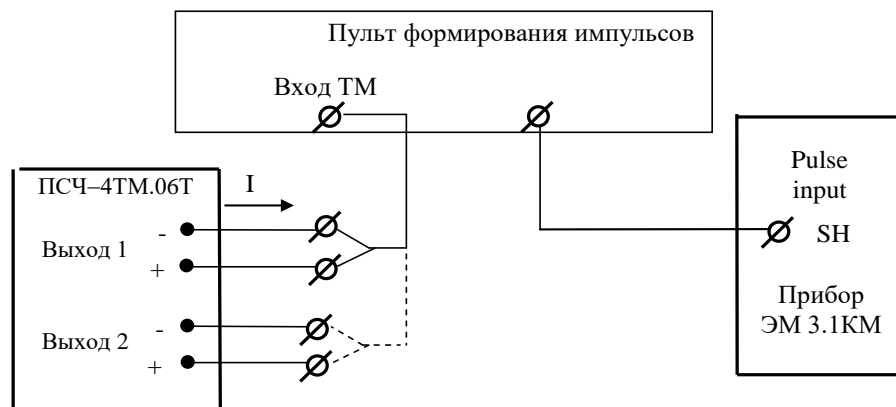 Пульт формирования импульсов
Вход ТМ
ПСЧ–4ТМ.06Т
I
Pulse
input
-
Выход 1
SH
+
Прибор
ЭМ 3.1КМ
-
Выход 2
+